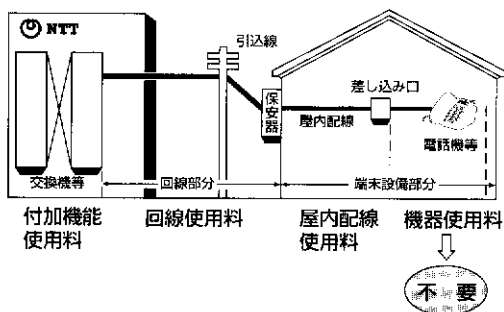 NTT
引込線
保安器
差し込み口
屋内配線
電話機等
交換機等
回線部分
端末設備部分
付加機能
使用料
回線使用料
屋内配線
使用料
機器使用料
不要